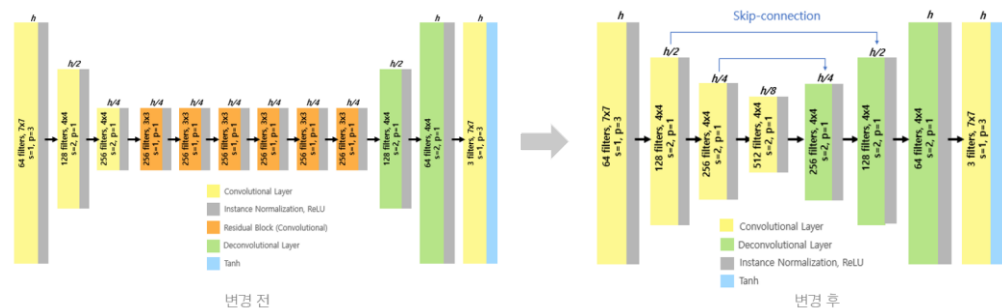 h
64 filters, 7x7
s=1, p=3
h/2
128 filters, 4x4
s=2, p=1
h/4
256 filters, 4x4
s=2, p=1
h/4
256 filters, 3x3
s=1, p=1
h/4
256 filters, 3x3
s=1, p=1
h/4
256 filters, 3x3
s=1, p=1
h/4
256 filters, 3x3
s=1, p=1
h/4
256 filters, 3x3
s=1, p=1
h/4
256 filters, 3x3
s=1, p=1
h/2
128 filters, 4x4
s=2, p=1
h
64 filters, 4x4
s=2, p=1
h
3 filters, 7x7
s=1, p=3
Convolutional Layer
Instance Normalization, ReLU
Residual Block (Convolutional)
Deconvolutional Layer
Tanh
변경 전
Skip-connection
h
64 filters, 7x7
s=1, p=3
h/2
128 filters, 4x4
s=2, p=1
h/4
256 filters, 4x4
s=2, p=1
h/8
512 filters, 4x4
s=2, p=1
h/4
256 filters, 4x4
s=2, p=1
h/2
128 filters, 4x4
s=2, p=1
h
64 filters, 4x4
s=2, p=1
h
3 filters, 7x7
s=1, p=3
Convolutional Layer
Deconvolutional Layer
Instance Normalization, ReLU
Tanh
변경 후